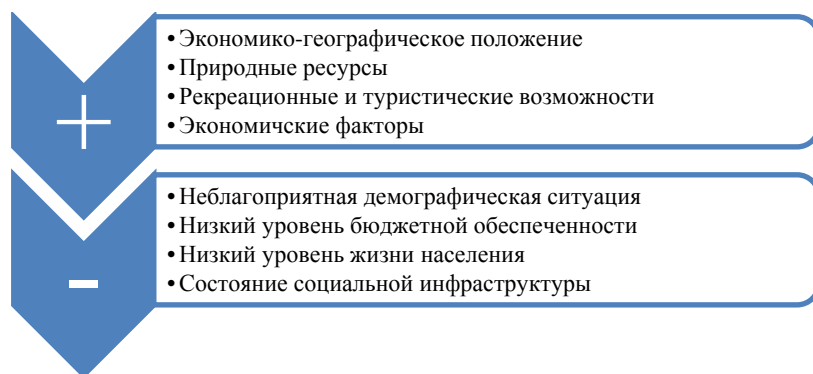 +
•Экономико-географическое положение
•Природные ресурсы
•Рекреационные и туристические возможности
•Экономичские факторы
-
•Неблагоприятная демографическая ситуация
•Низкий уровень бюджетной обеспеченности
•Низкий уровень жизни населения
•Состояние социальной инфраструктуры